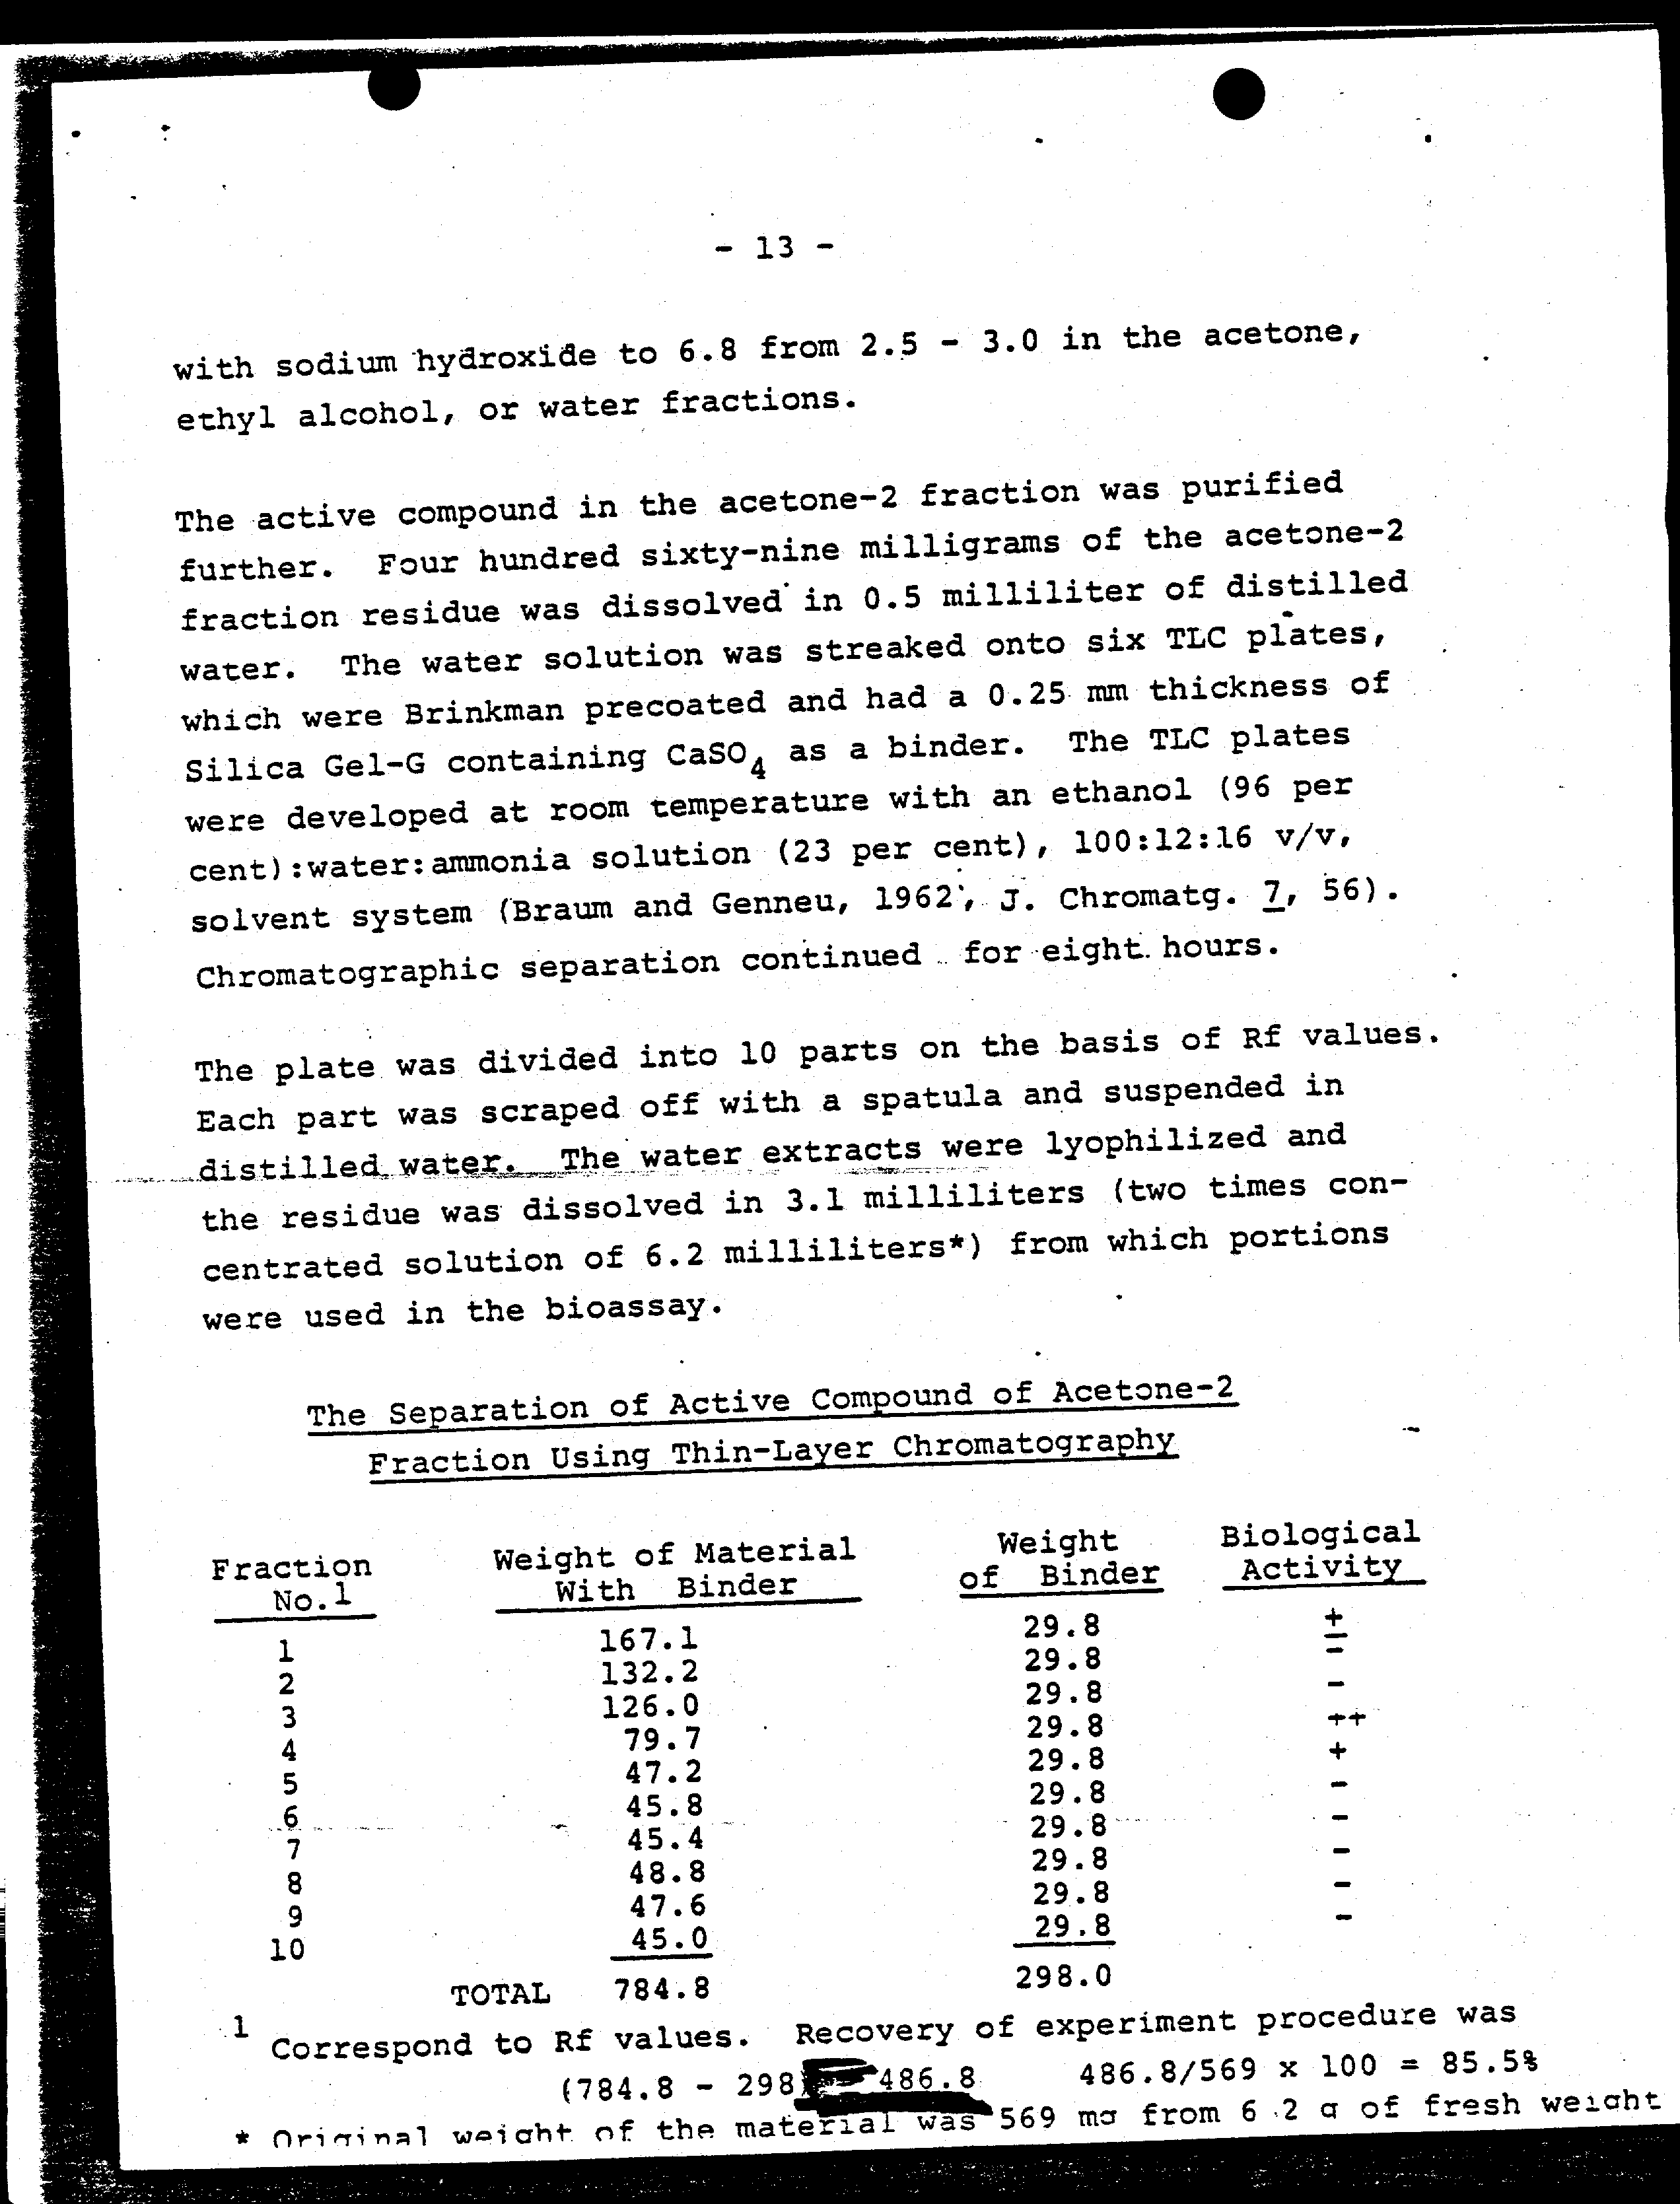 - 13 -
with sodium hydroxide to 6.8 from 2.5 - 3.0 in the acetone,
ethyl alcohol, or water fractions.
The active compound in the acetone-2 fraction was purified
further. Four hundred sixty-nine milligrams of the acetone-2
fraction residue was dissolved in 0.5 milliliter of distilled
water. The water solution was streaked onto six TLC plates,
which were Brinkman precoated and had a 0.25 mm thickness of
Silica Gel-G containing CaSO4 as a binder. The TLC plates
were developed at room temperature with an ethanol (96 per
cent):water:ammonia solution (23 per cent), 100:12:16 v/v,
solvent system (Braum and Genneu, 1962, J. Chromatg. 7, 56).
Chromatographic separation continued for eight hours.
The plate was divided into 10 parts on the basis of Rf values.
Each part was scraped off with a spatula and suspended in
distilled water. The water extracts were lyophilized and
the residue was dissolved in 3.1 milliliters (two times con-
centrated solution of 6.2 milliliters*) from which portions
were used in the bioassay.
The Separation of Active Compound of Acetone-2
Fraction Using Thin-Layer Chromatography
Fraction No.1 Weight of Material With Binder Weight of Binder Biological Activity
1 167.1 29.8 ±
2 132.2 29.8 -
3 126.0 29.8 -
4 79.7 29.8 ++
5 47.2 29.8 +
6 45.8 29.8 -
7 45.4 29.8 -
8 48.8 29.8 -
9 47.6 29.8 -
10 45.0 29.8 -
TOTAL 784.8 298.0
1 Correspond to Rf values. Recovery of experiment procedure was
(784.8 - 298) = 486.8 486.8/569 x 100 = 85.5%
* Original weight of the material was 569 mg from 6.2 g of fresh weight